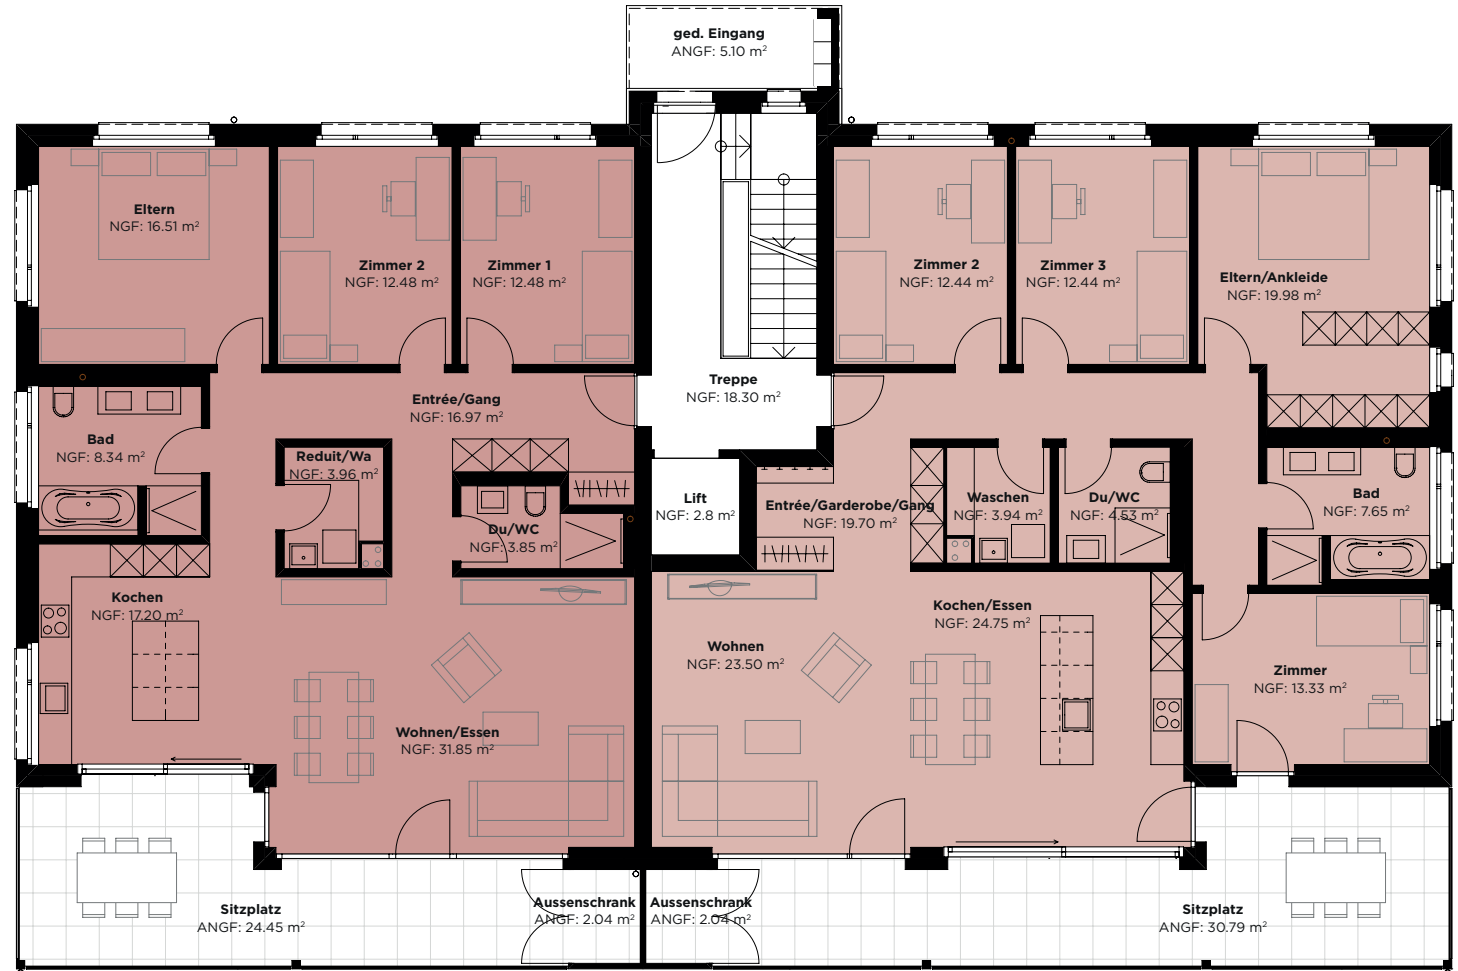 ged. Eingang
ANGF: 5.10 m²
Eltern
NGF: 16.51 m²
Zimmer 2
NGF: 12.48 m²
Zimmer 1
NGF: 12.48 m²
Zimmer 2
NGF: 12.44 m²
Zimmer 3
NGF: 12.44 m²
Eltern/Ankleide
NGF: 19.98 m²
Treppe
NGF: 18.30 m²
Entrée/Gang
NGF: 16.97 m²
Bad
NGF: 8.34 m²
Reduit/Wa
NGF: 3.96 m²
Du/WC
NGF: 3.85 m²
Lift
NGF: 2.8 m²
Entrée/Garderobe/Gang
NGF: 19.70 m²
Waschen
NGF: 3.94 m²
Du/WC
NGF: 4.53 m²
Bad
NGF: 7.65 m²
Kochen
NGF: 17.20 m²
Wohnen/Essen
NGF: 31.85 m²
Wohnen
NGF: 23.50 m²
Kochen/Essen
NGF: 24.75 m²
Zimmer
NGF: 13.33 m²
Sitzplatz
ANGF: 24.45 m²
Aussenschrank
ANGF: 2.04 m²
Aussenschrank
ANGF: 2.04 m²
Sitzplatz
ANGF: 30.79 m²